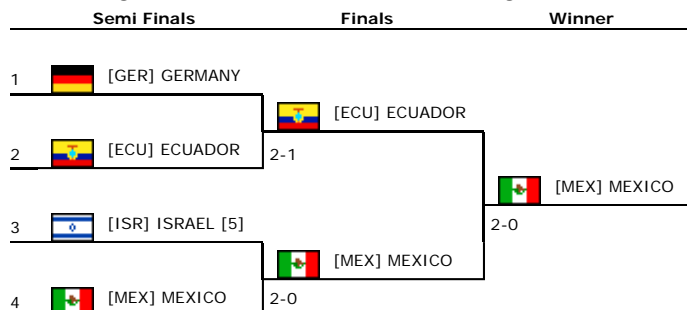 Semi Finals Finals Winner
1 [GER] GERMANY
[ECU] ECUADOR
2 [ECU] ECUADOR 2-1
[MEX] MEXICO
3 [ISR] ISRAEL [5] 2-0
[MEX] MEXICO
4 [MEX] MEXICO 2-0